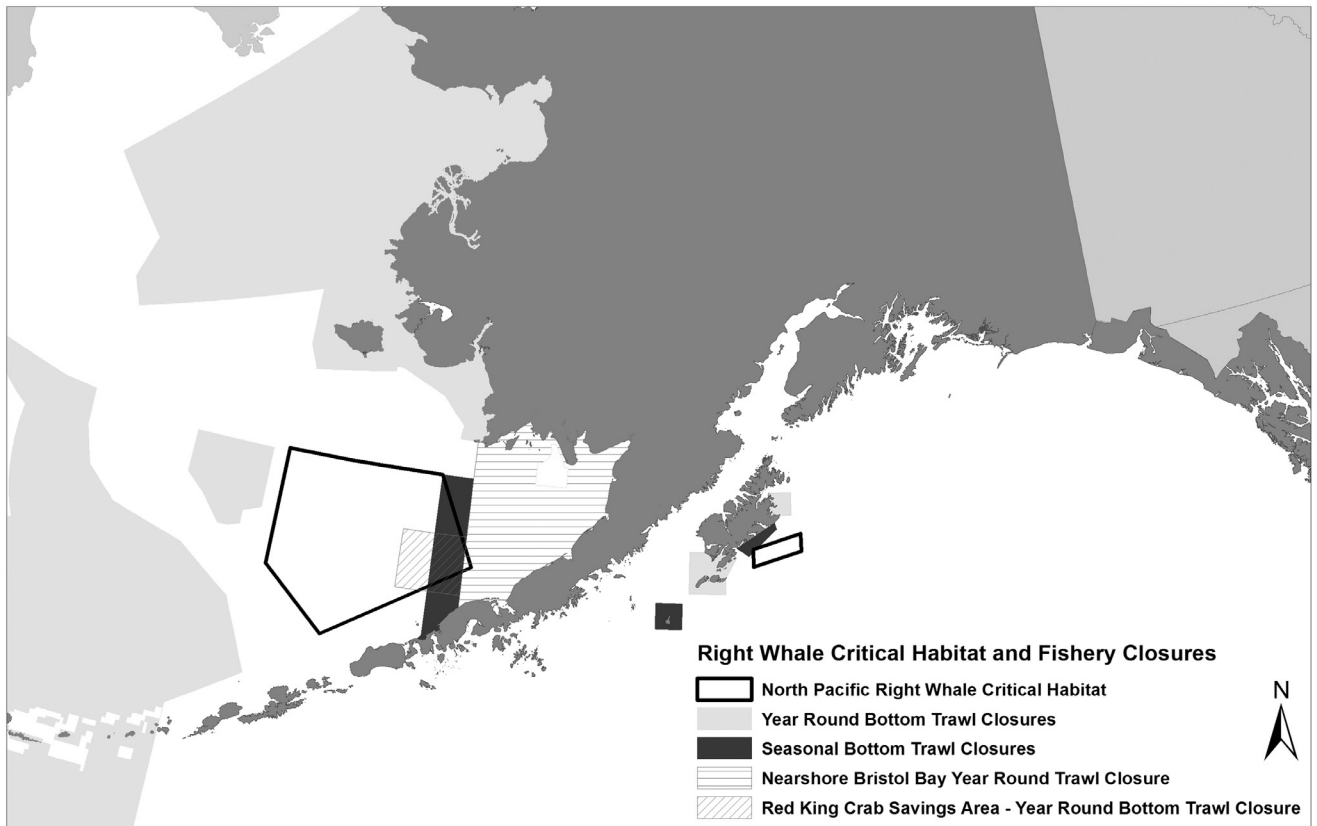 Right Whale Critical Habitat and Fishery Closures
North Pacific Right Whale Critical Habitat
Year Round Bottom Trawl Closures
Seasonal Bottom Trawl Closures
Nearshore Bristol Bay Year Round Trawl Closure
Red King Crab Savings Area - Year Round Bottom Trawl Closure
N